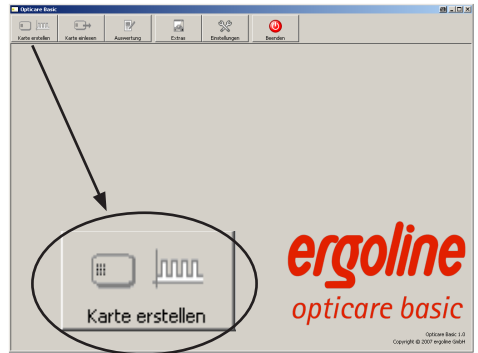 Opticare Basic
Karte erstellen Karte einlesen Auswertung Extras Einstellungen Beenden
Karte erstellen
ergoline
opticare basic
Opticare Basic 1.0
Copyright © 2007 ergoline GmbH